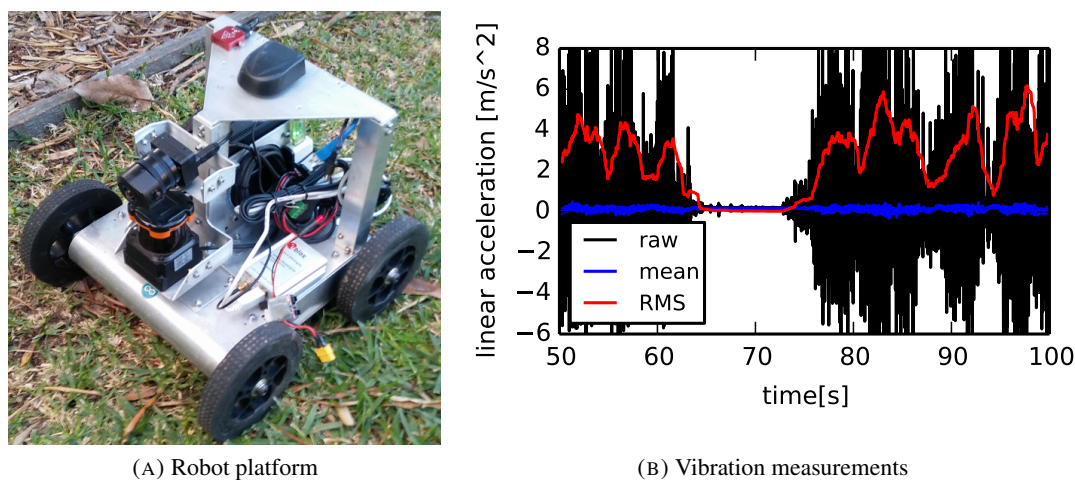 linear acceleration [m/s^2]
8
6
4
2
0
−2
−4
−6
raw
mean
RMS
50
60
70
80
90
100
time[s]
(A) Robot platform
(B) Vibration measurements